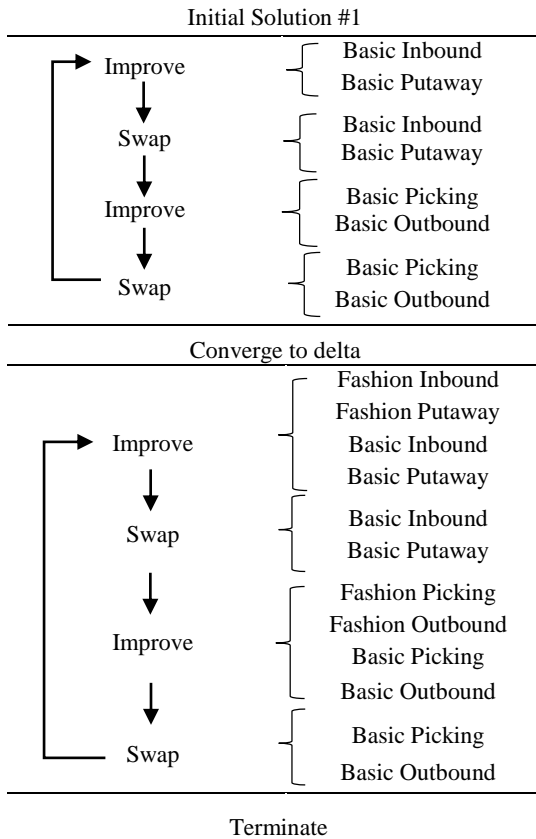 Initial Solution #1
Improve
Basic Inbound
Basic Putaway
Swap
Basic Inbound
Basic Putaway
Improve
Basic Picking
Basic Outbound
Swap
Basic Picking
Basic Outbound
Converge to delta
Improve
Fashion Inbound
Fashion Putaway
Basic Inbound
Basic Putaway
Swap
Basic Inbound
Basic Putaway
Improve
Fashion Picking
Fashion Outbound
Basic Picking
Basic Outbound
Swap
Basic Picking
Basic Outbound
Terminate